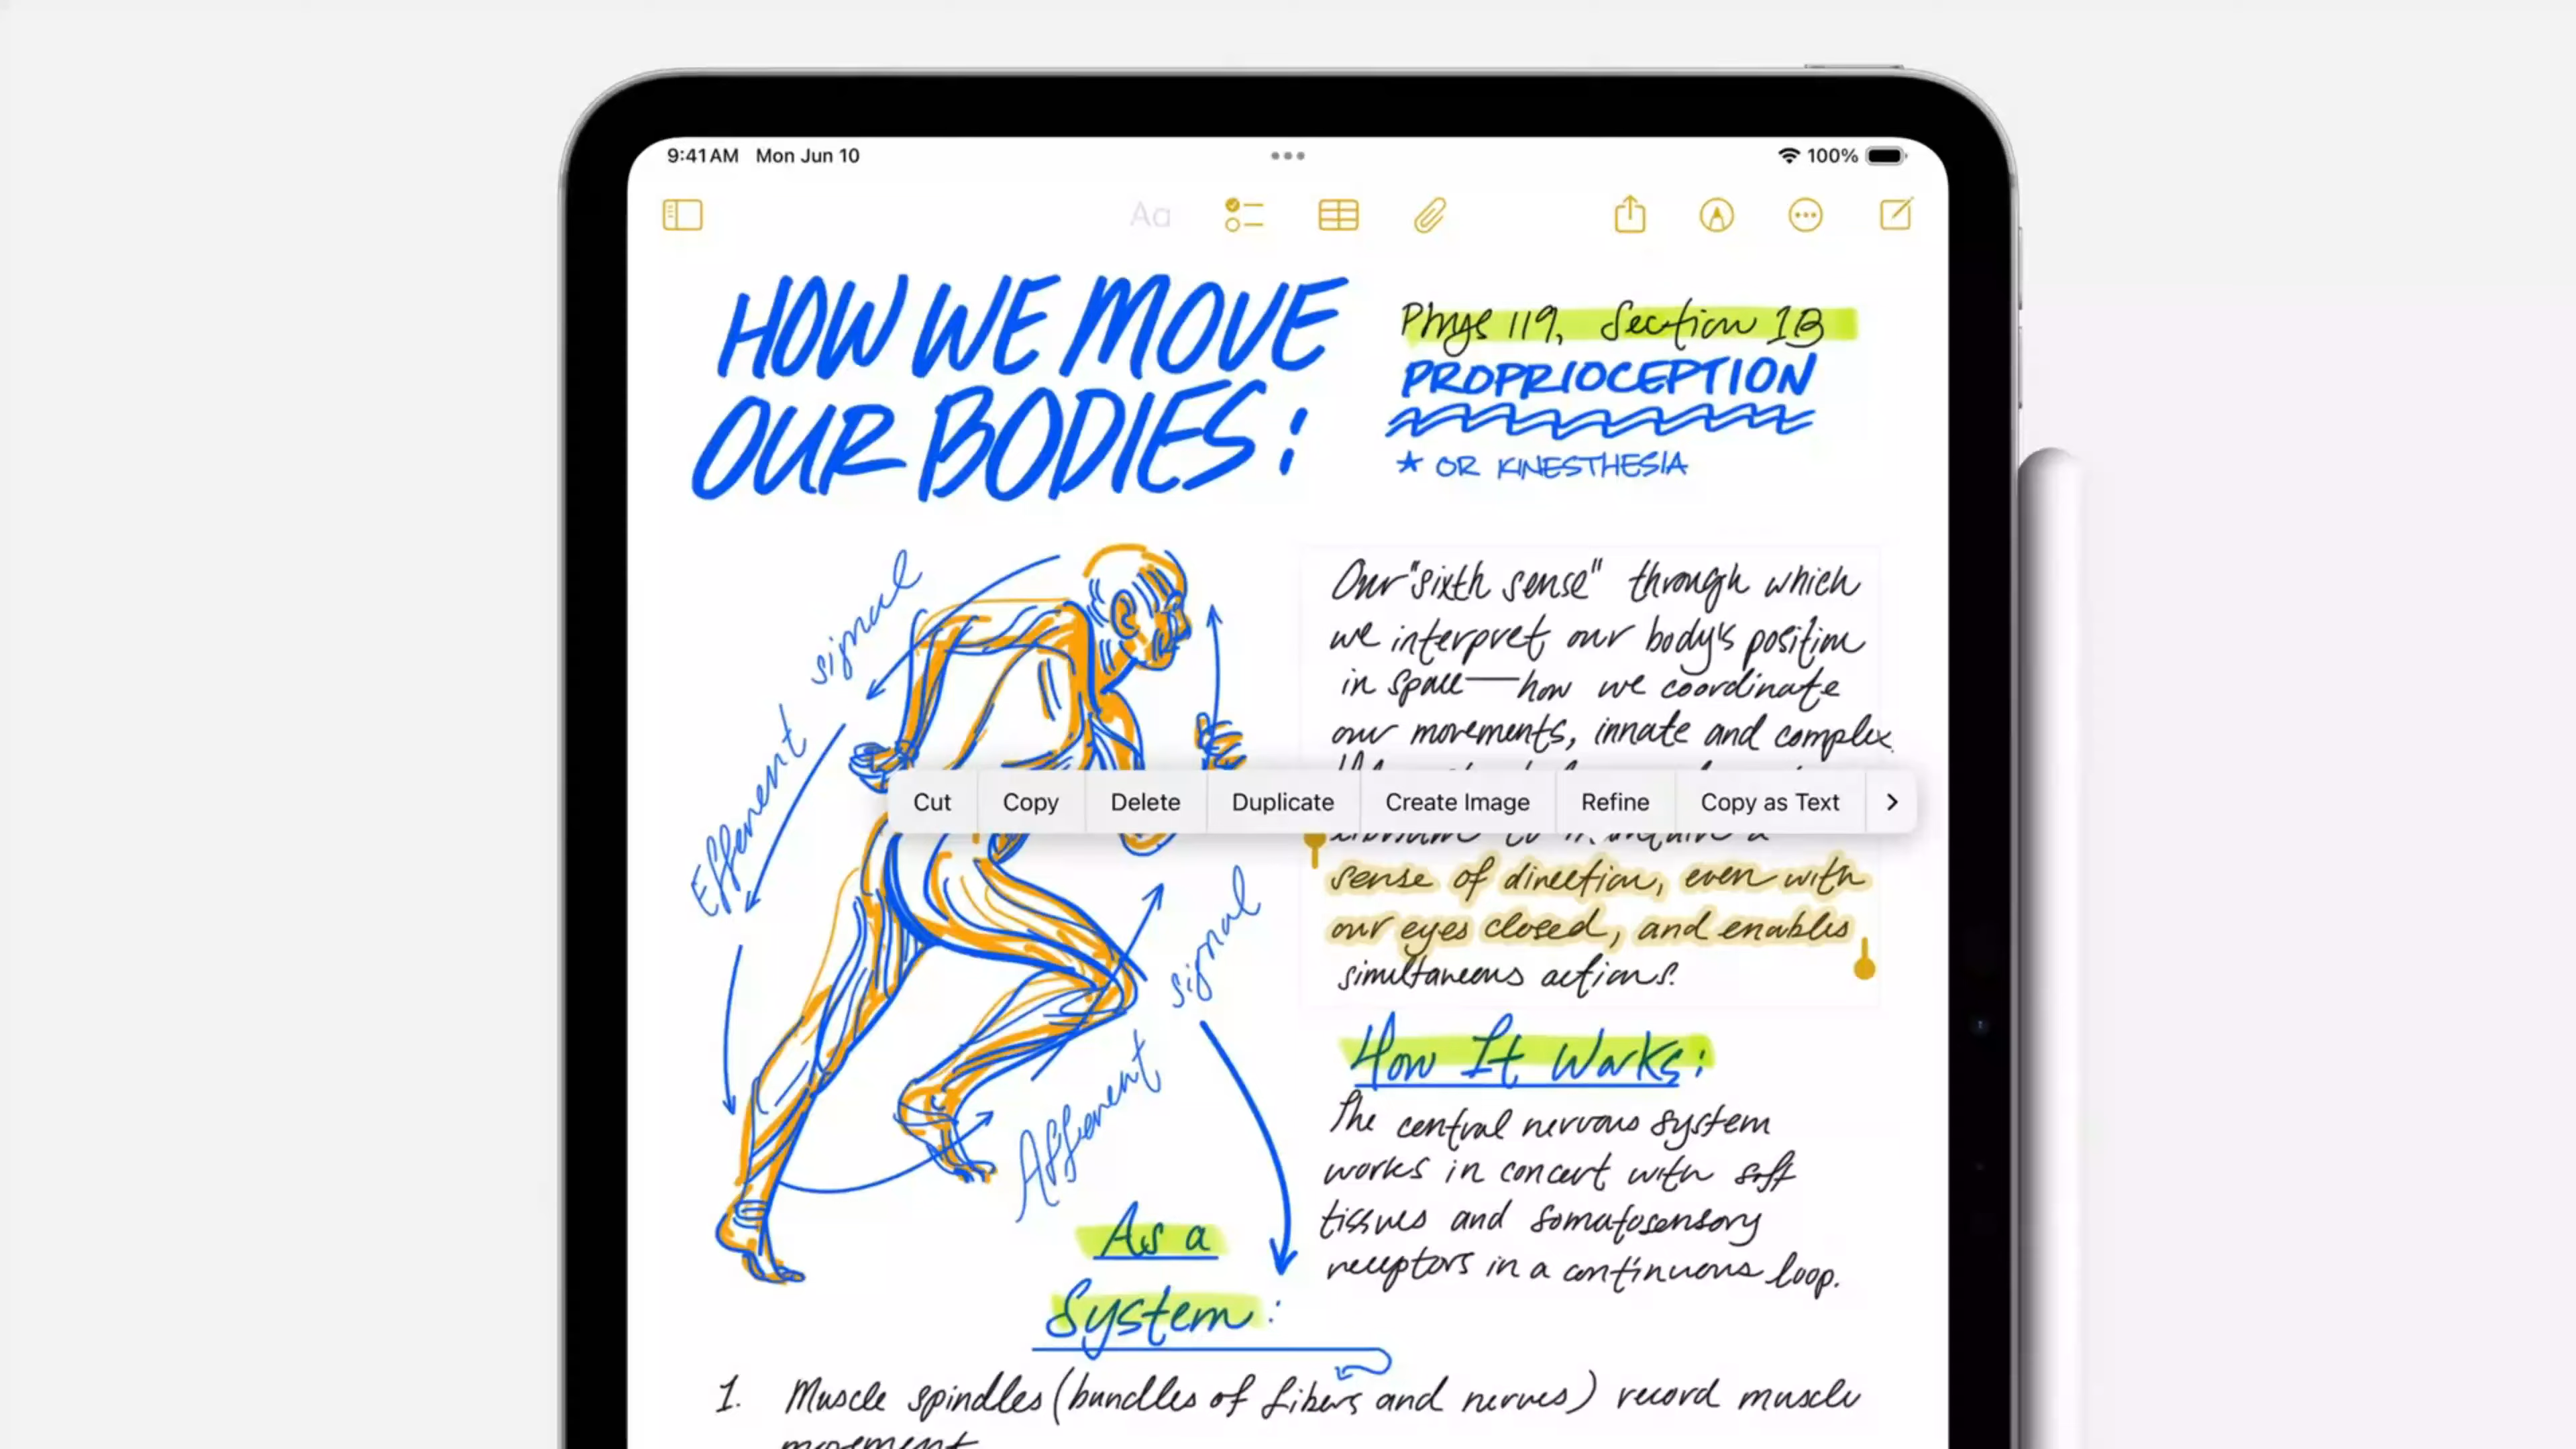 9:41 AM Mon Jun 10
100%
Aa
HOW WE MOVE
OUR BODIES:
Phys 119, Section 1B
PROPRIOCEPTION
* OR KINESTHESIA
Efferent signal
Our "sixth sense" through which
we interpret our body's position
in space—how we coordinate
our movements, innate and complex.
Cut Copy Delete Duplicate Create Image Refine Copy as Text
sense of direction, even with
our eyes closed, and enables
simultaneous actions.
Afferent signal
How It Works:
The central nervous system
works in concert with soft
tissues and somatosensory
receptors in a continuous loop.
As a
System:
1. Muscle spindles (bundles of fibers and nerves) record muscle
movement